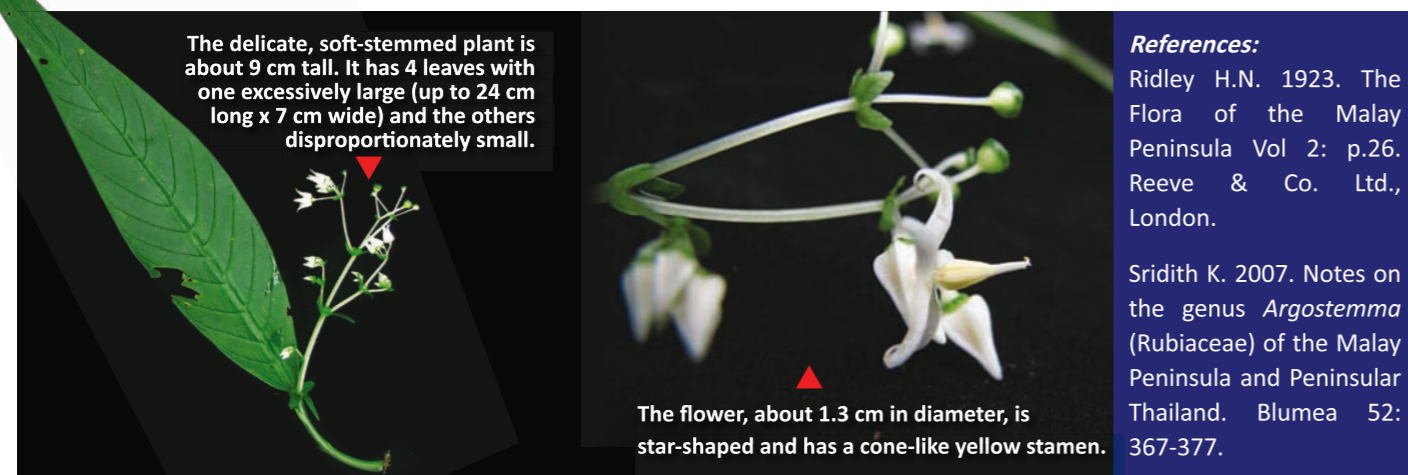 The delicate, soft-stemmed plant is
about 9 cm tall. It has 4 leaves with
one excessively large (up to 24 cm
long x 7 cm wide) and the others
disproportionately small.
The flower, about 1.3 cm in diameter, is
star-shaped and has a cone-like yellow stamen.
References:
Ridley H.N. 1923. The
Flora of the Malay
Peninsula Vol 2: p.26.
Reeve & Co. Ltd.,
London.
Sridith K. 2007. Notes on
the genus Argostemma
(Rubiaceae) of the Malay
Peninsula and Peninsular
Thailand. Blumea 52:
367-377.